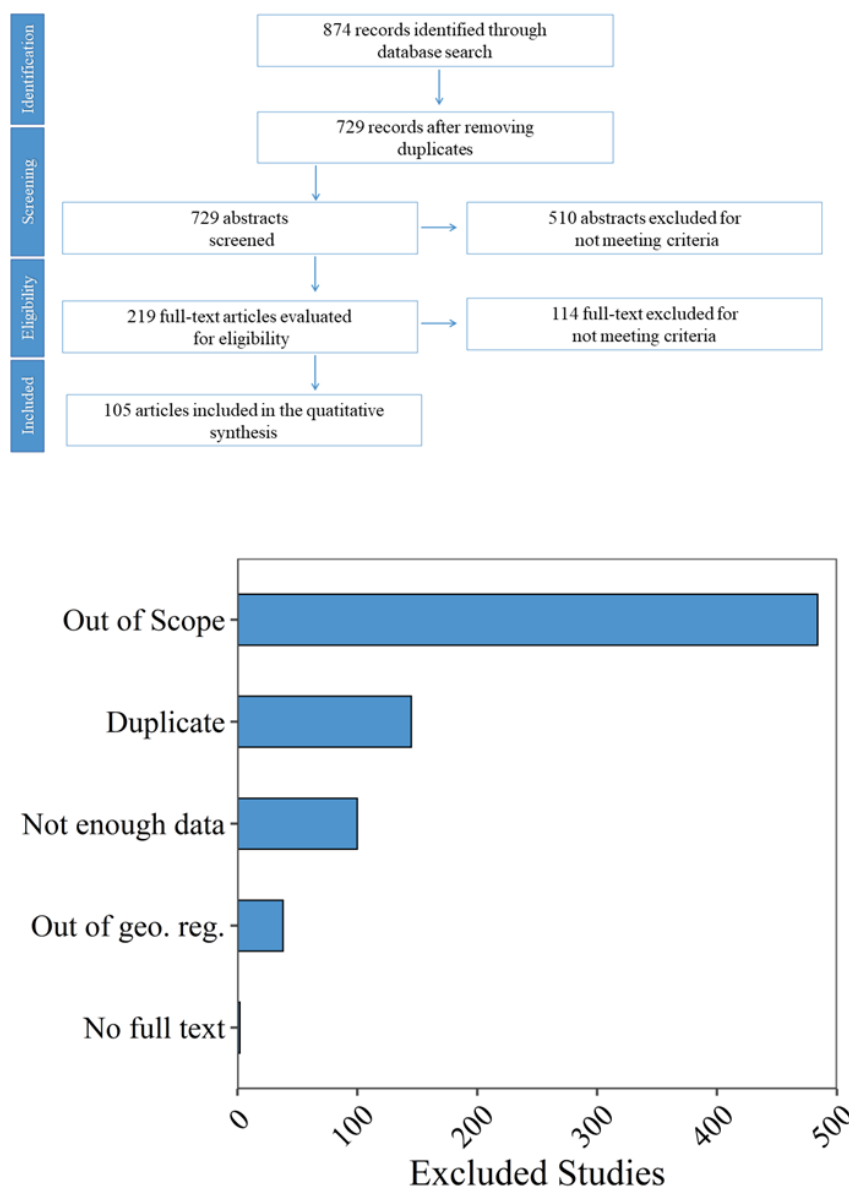 Identification
874 records identified through
database search
729 records after removing
duplicates
Screening
729 abstracts
screened
510 abstracts excluded for
not meeting criteria
Eligibility
219 full-text articles evaluated
for eligibility
114 full-text excluded for
not meeting criteria
Included
105 articles included in the quatitative
synthesis
Out of Scope
Duplicate
Not enough data
Out of geo. reg.
No full text
0
100
200
300
400
500
Excluded Studies